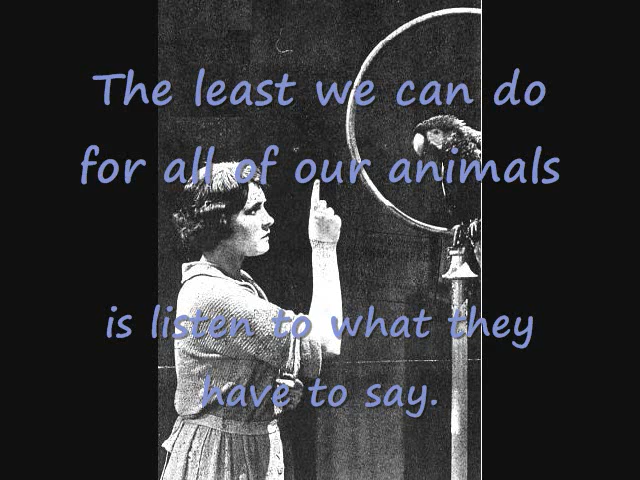 The least we can do
for all of our animals
is listen to what they
have to say.